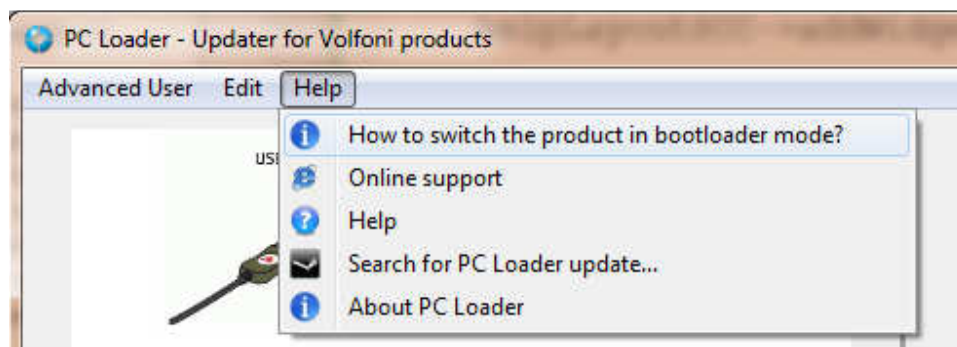 PC Loader - Updater for Volfoni products
Advanced User Edit Help
How to switch the product in bootloader mode?
Online support
Help
Search for PC Loader update...
About PC Loader